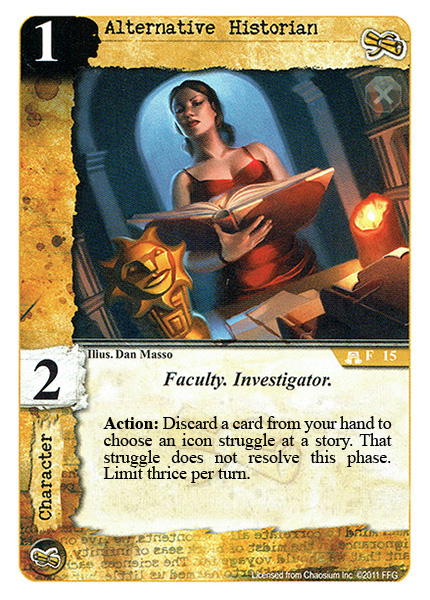 1
Alternative Historian
Illus. Dan Masso
F 15
2
Faculty. Investigator.
Action: Discard a card from your hand to
choose an icon struggle at a story. That
struggle does not resolve this phase.
Limit thrice per turn.
Character
Licensed from Chaosium Inc. ©2011 FFG